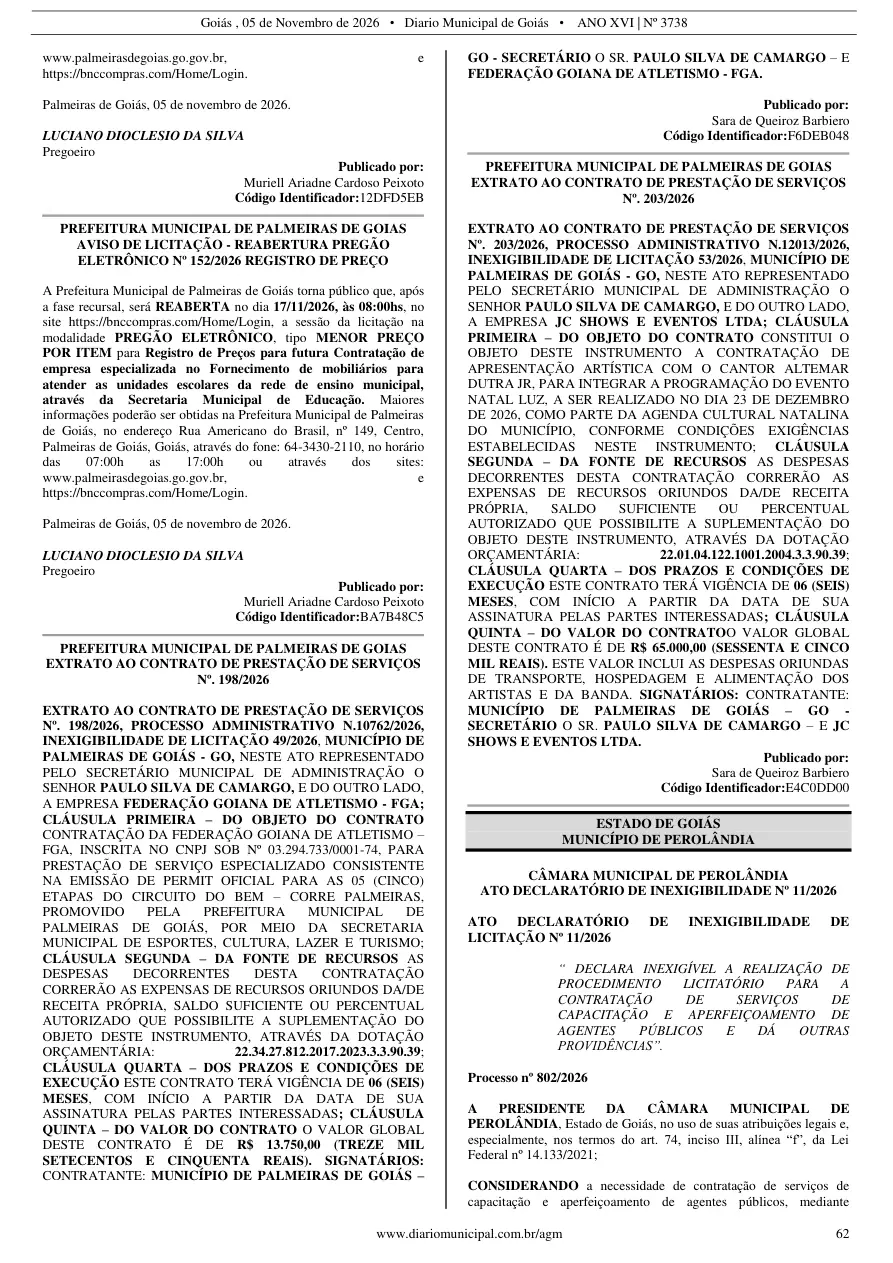 Goiás , 05 de Novembro de 2026 • Diario Municipal de Goiás • ANO XVI | Nº 3738
www.palmeirasdegoias.go.gov.br, e
https://bnccompras.com/Home/Login.
Palmeiras de Goiás, 05 de novembro de 2026.
LUCIANO DIOCLESIO DA SILVA
Pregoeiro
Publicado por:
Muriell Ariadne Cardoso Peixoto
Código Identificador:12DFD5EB
PREFEITURA MUNICIPAL DE PALMEIRAS DE GOIAS
AVISO DE LICITAÇÃO - REABERTURA PREGÃO
ELETRÔNICO Nº 152/2026 REGISTRO DE PREÇO
A Prefeitura Municipal de Palmeiras de Goiás torna público que, após
a fase recursal, será REABERTA no dia 17/11/2026, às 08:00hs, no
site https://bnccompras.com/Home/Login, a sessão da licitação na
modalidade PREGÃO ELETRÔNICO, tipo MENOR PREÇO
POR ITEM para Registro de Preços para futura Contratação de
empresa especializada no Fornecimento de mobiliários para
atender as unidades escolares da rede de ensino municipal,
através da Secretaria Municipal de Educação. Maiores
informações poderão ser obtidas na Prefeitura Municipal de Palmeiras
de Goiás, no endereço Rua Americano do Brasil, nº 149, Centro,
Palmeiras de Goiás, Goiás, através do fone: 64-3430-2110, no horário
das 07:00h as 17:00h ou através dos sites:
www.palmeirasdegoias.go.gov.br, e
https://bnccompras.com/Home/Login.
Palmeiras de Goiás, 05 de novembro de 2026.
LUCIANO DIOCLESIO DA SILVA
Pregoeiro
Publicado por:
Muriell Ariadne Cardoso Peixoto
Código Identificador:BA7B48C5
PREFEITURA MUNICIPAL DE PALMEIRAS DE GOIAS
EXTRATO AO CONTRATO DE PRESTAÇÃO DE SERVIÇOS
Nº. 198/2026
EXTRATO AO CONTRATO DE PRESTAÇÃO DE SERVIÇOS
Nº. 198/2026, PROCESSO ADMINISTRATIVO N.10762/2026,
INEXIGIBILIDADE DE LICITAÇÃO 49/2026, MUNICÍPIO DE
PALMEIRAS DE GOIÁS - GO, NESTE ATO REPRESENTADO
PELO SECRETÁRIO MUNICIPAL DE ADMINISTRAÇÃO O
SENHOR PAULO SILVA DE CAMARGO, E DO OUTRO LADO,
A EMPRESA FEDERAÇÃO GOIANA DE ATLETISMO - FGA;
CLÁUSULA PRIMEIRA – DO OBJETO DO CONTRATO
CONTRATAÇÃO DA FEDERAÇÃO GOIANA DE ATLETISMO –
FGA, INSCRITA NO CNPJ SOB Nº 03.294.733/0001-74, PARA
PRESTAÇÃO DE SERVIÇO ESPECIALIZADO CONSISTENTE
NA EMISSÃO DE PERMIT OFICIAL PARA AS 05 (CINCO)
ETAPAS DO CIRCUITO DO BEM – CORRE PALMEIRAS,
PROMOVIDO PELA PREFEITURA MUNICIPAL DE
PALMEIRAS DE GOIÁS, POR MEIO DA SECRETARIA
MUNICIPAL DE ESPORTES, CULTURA, LAZER E TURISMO;
CLÁUSULA SEGUNDA – DA FONTE DE RECURSOS AS
DESPESAS DECORRENTES DESTA CONTRATAÇÃO
CORRERÃO AS EXPENSAS DE RECURSOS ORIUNDOS DA/DE
RECEITA PRÓPRIA, SALDO SUFICIENTE OU PERCENTUAL
AUTORIZADO QUE POSSIBILITE A SUPLEMENTAÇÃO DO
OBJETO DESTE INSTRUMENTO, ATRAVÉS DA DOTAÇÃO
ORÇAMENTÁRIA: 22.34.27.812.2017.2023.3.3.90.39;
CLÁUSULA QUARTA – DOS PRAZOS E CONDIÇÕES DE
EXECUÇÃO ESTE CONTRATO TERÁ VIGÊNCIA DE 06 (SEIS)
MESES, COM INÍCIO A PARTIR DA DATA DE SUA
ASSINATURA PELAS PARTES INTERESSADAS; CLÁUSULA
QUINTA – DO VALOR DO CONTRATO O VALOR GLOBAL
DESTE CONTRATO É DE R$ 13.750,00 (TREZE MIL
SETECENTOS E CINQUENTA REAIS). SIGNATÁRIOS:
CONTRATANTE: MUNICÍPIO DE PALMEIRAS DE GOIÁS –
GO - SECRETÁRIO O SR. PAULO SILVA DE CAMARGO – E
FEDERAÇÃO GOIANA DE ATLETISMO - FGA.
Publicado por:
Sara de Queiroz Barbiero
Código Identificador:F6DEB048
PREFEITURA MUNICIPAL DE PALMEIRAS DE GOIAS
EXTRATO AO CONTRATO DE PRESTAÇÃO DE SERVIÇOS
Nº. 203/2026
EXTRATO AO CONTRATO DE PRESTAÇÃO DE SERVIÇOS
Nº. 203/2026, PROCESSO ADMINISTRATIVO N.12013/2026,
INEXIGIBILIDADE DE LICITAÇÃO 53/2026, MUNICÍPIO DE
PALMEIRAS DE GOIÁS - GO, NESTE ATO REPRESENTADO
PELO SECRETÁRIO MUNICIPAL DE ADMINISTRAÇÃO O
SENHOR PAULO SILVA DE CAMARGO, E DO OUTRO LADO,
A EMPRESA JC SHOWS E EVENTOS LTDA; CLÁUSULA
PRIMEIRA – DO OBJETO DO CONTRATO CONSTITUI O
OBJETO DESTE INSTRUMENTO A CONTRATAÇÃO DE
APRESENTAÇÃO ARTÍSTICA COM O CANTOR ALTEMAR
DUTRA JR, PARA INTEGRAR A PROGRAMAÇÃO DO EVENTO
NATAL LUZ, A SER REALIZADO NO DIA 23 DE DEZEMBRO
DE 2026, COMO PARTE DA AGENDA CULTURAL NATALINA
DO MUNICÍPIO, CONFORME CONDIÇÕES EXIGÊNCIAS
ESTABELECIDAS NESTE INSTRUMENTO; CLÁUSULA
SEGUNDA – DA FONTE DE RECURSOS AS DESPESAS
DECORRENTES DESTA CONTRATAÇÃO CORRERÃO AS
EXPENSAS DE RECURSOS ORIUNDOS DA/DE RECEITA
PRÓPRIA, SALDO SUFICIENTE OU PERCENTUAL
AUTORIZADO QUE POSSIBILITE A SUPLEMENTAÇÃO DO
OBJETO DESTE INSTRUMENTO, ATRAVÉS DA DOTAÇÃO
ORÇAMENTÁRIA: 22.01.04.122.1001.2004.3.3.90.39;
CLÁUSULA QUARTA – DOS PRAZOS E CONDIÇÕES DE
EXECUÇÃO ESTE CONTRATO TERÁ VIGÊNCIA DE 06 (SEIS)
MESES, COM INÍCIO A PARTIR DA DATA DE SUA
ASSINATURA PELAS PARTES INTERESSADAS; CLÁUSULA
QUINTA – DO VALOR DO CONTRATOO VALOR GLOBAL
DESTE CONTRATO É DE R$ 65.000,00 (SESSENTA E CINCO
MIL REAIS). ESTE VALOR INCLUI AS DESPESAS ORIUNDAS
DE TRANSPORTE, HOSPEDAGEM E ALIMENTAÇÃO DOS
ARTISTAS E DA BANDA. SIGNATÁRIOS: CONTRATANTE:
MUNICÍPIO DE PALMEIRAS DE GOIÁS – GO -
SECRETÁRIO O SR. PAULO SILVA DE CAMARGO – E JC
SHOWS E EVENTOS LTDA.
Publicado por:
Sara de Queiroz Barbiero
Código Identificador:E4C0DD00
ESTADO DE GOIÁS
MUNICÍPIO DE PEROLÂNDIA
CÂMARA MUNICIPAL DE PEROLÂNDIA
ATO DECLARATÓRIO DE INEXIGIBILIDADE Nº 11/2026
ATO DECLARATÓRIO DE INEXIGIBILIDADE DE
LICITAÇÃO Nº 11/2026
“ DECLARA INEXIGÍVEL A REALIZAÇÃO DE
PROCEDIMENTO LICITATÓRIO PARA A
CONTRATAÇÃO DE SERVIÇOS DE
CAPACITAÇÃO E APERFEIÇOAMENTO DE
AGENTES PÚBLICOS E DÁ OUTRAS
PROVIDÊNCIAS”.
Processo nº 802/2026
A PRESIDENTE DA CÂMARA MUNICIPAL DE
PEROLÂNDIA, Estado de Goiás, no uso de suas atribuições legais e,
especialmente, nos termos do art. 74, inciso III, alínea “f”, da Lei
Federal nº 14.133/2021;
CONSIDERANDO a necessidade de contratação de serviços de
capacitação e aperfeiçoamento de agentes públicos, mediante
www.diariomunicipal.com.br/agm 62